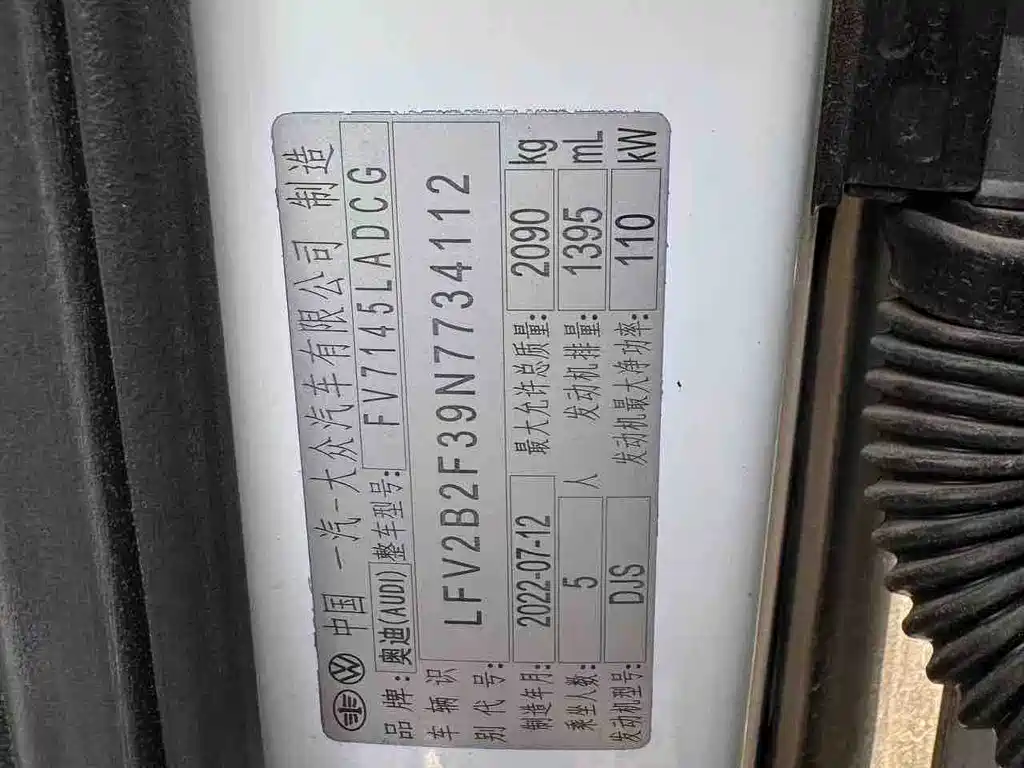 中国 一汽-大众汽车有限公司 制造
品牌: 奥迪(AUDI) 整车型号: FV7145LADCG
车辆识别代号: LFV2B2F39N7734112
制造年月: 2022-07-12 最大允许总质量: 2090 kg
乘坐人数: 5 人 发动机排量: 1395 mL
发动机型号: DJS 发动机最大净功率: 110 kW